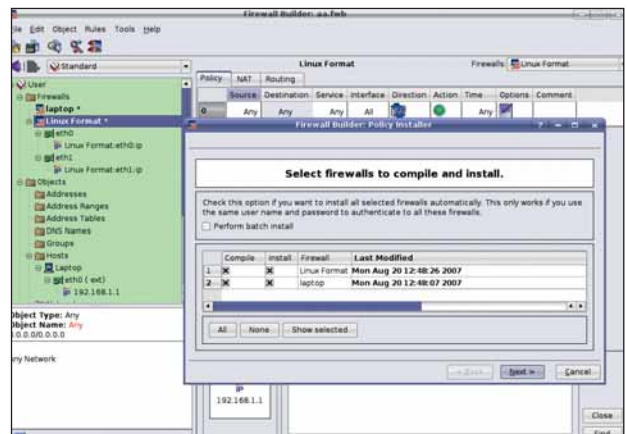 Firewall Builder: aa.fwb
ile Edit Object Rules Tools Help
Standard
Linux Format
Firewalls Linux Format
User
Firewalls
laptop *
Linux Format *
eth0
Linux Format:eth0:ip
eth1
Linux Format:eth1:ip
Objects
Addresses
Address Ranges
Address Tables
DNS Names
Groups
Hosts
Laptop
eth0 ( ext)
192.168.1.1
Policy NAT Routing
Source Destination Service Interface Direction Action Time Options Comment
0 Any Any Any All Any
Firewall Builder: Policy Installer
Select firewalls to compile and install.
Check this option if you want to install all selected firewalls automatically. This only works if you use
the same user name and password to authenticate to all these firewalls.
Perform batch install
Compile Install Firewall Last Modified
1 Linux Format Mon Aug 20 12:48:26 2007
2 laptop Mon Aug 20 12:48:07 2007
All None Show selected
< Back Next > Cancel
bject Type: Any
bject Name: Any
0.0.0/0.0.0.0
ny Network
IP
192.168.1.1
Close
Find